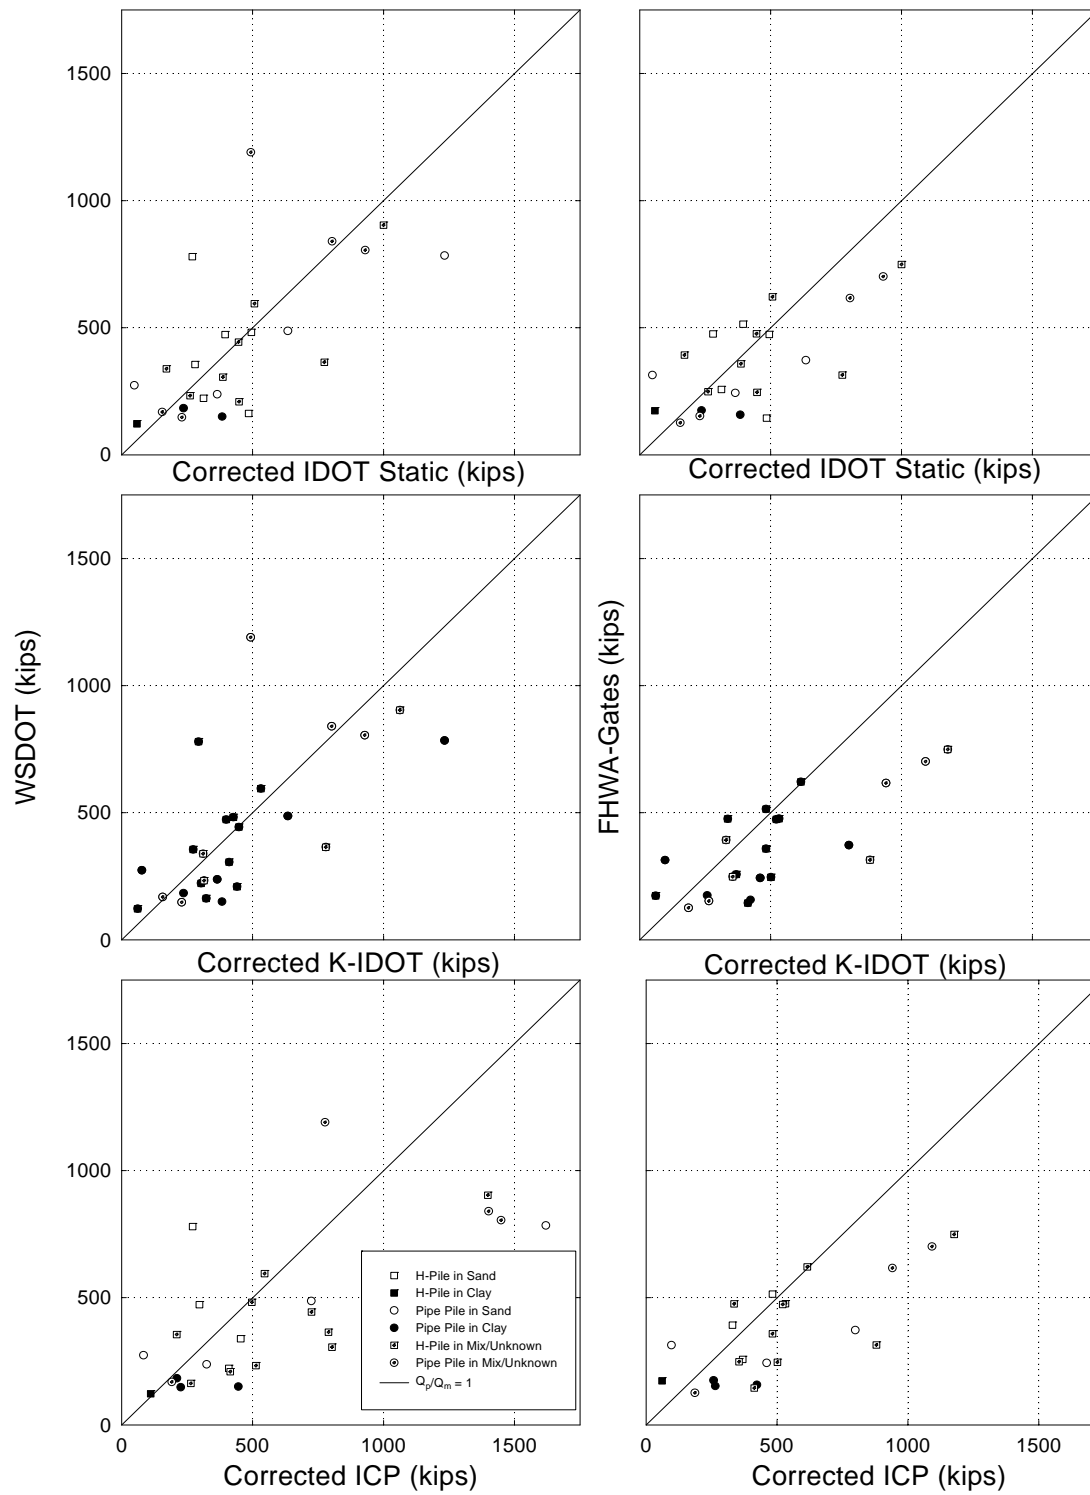 1500
1000
500
0
Corrected IDOT Static (kips)
Corrected IDOT Static (kips)
1500
1000
500
0
WSDOT (kips)
FHWA-Gates (kips)
Corrected K-IDOT (kips)
Corrected K-IDOT (kips)
1500
1000
500
0
H-Pile in Sand
H-Pile in Clay
Pipe Pile in Sand
Pipe Pile in Clay
H-Pile in Mix/Unknown
Pipe Pile in Mix/Unknown
Qp/Qm = 1
0 500 1000 1500
0 500 1000 1500
Corrected ICP (kips)
Corrected ICP (kips)